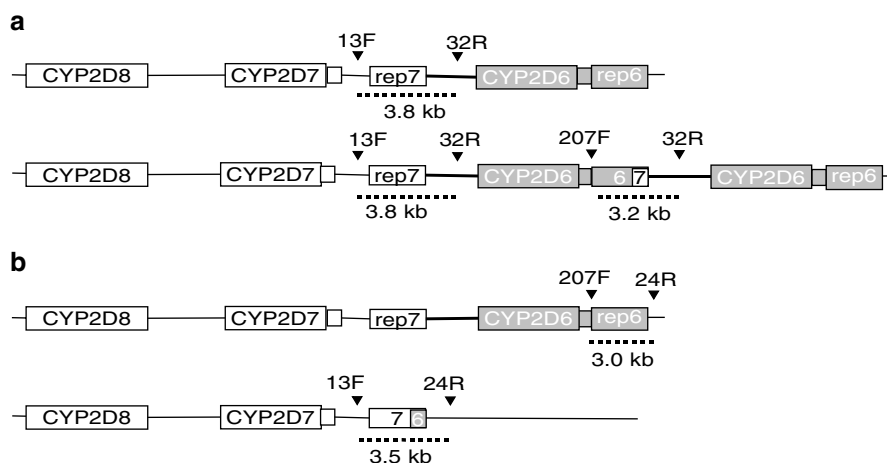 a
13F 32R
CYP2D8 CYP2D7 rep7 CYP2D6 rep6
3.8 kb
13F 32R 207F 32R
CYP2D8 CYP2D7 rep7 CYP2D6 6 7 CYP2D6 rep6
3.8 kb 3.2 kb
b
207F 24R
CYP2D8 CYP2D7 rep7 CYP2D6 rep6
3.0 kb
13F 24R
CYP2D8 CYP2D7 7 6
3.5 kb